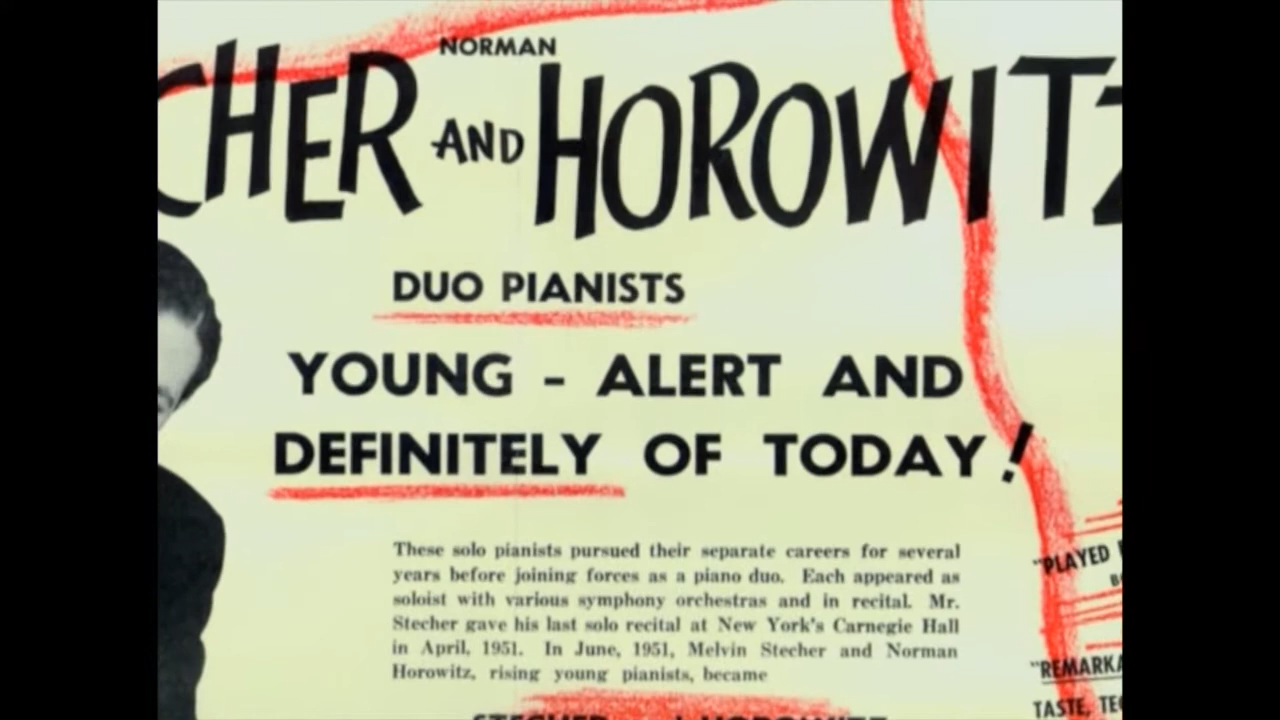 NORMAN
CHER AND HOROWITZ
DUO PIANISTS
YOUNG - ALERT AND
DEFINITELY OF TODAY!
These solo pianists pursued their separate careers for several
years before joining forces as a piano duo. Each appeared as
soloist with various symphony orchestras and in recital. Mr.
Stecher gave his last solo recital at New York's Carnegie Hall
in April, 1951. In June, 1951, Melvin Stecher and Norman
Horowitz, rising young pianists, became
"PLAYED
"REMARKA
TASTE, TE